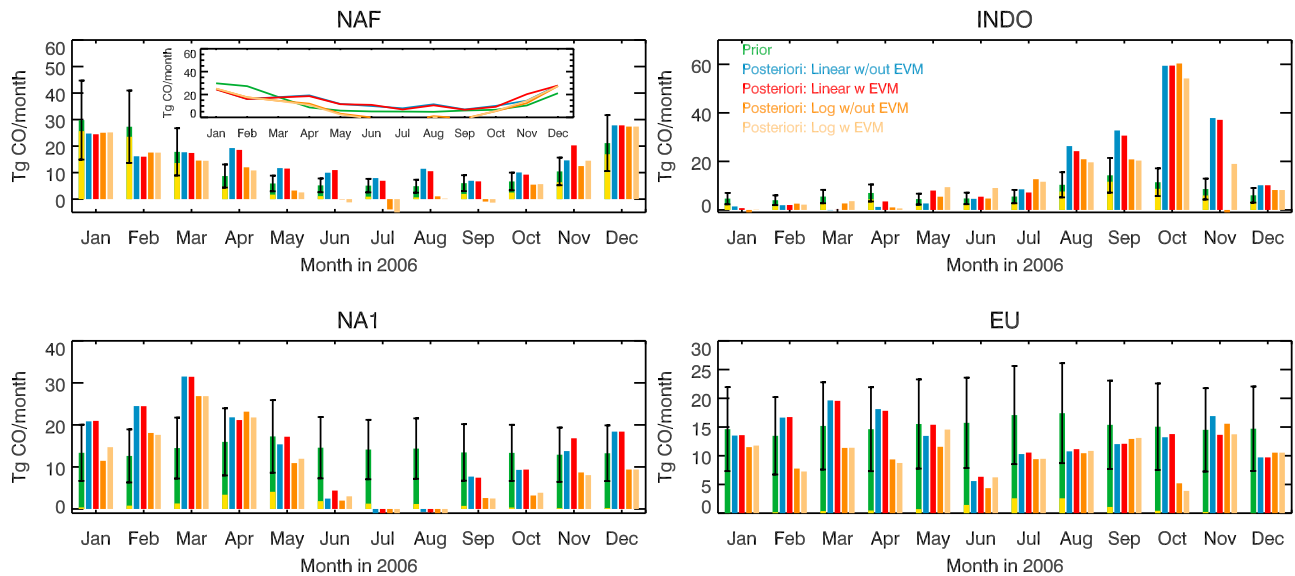 NAF
60
50
40
30
20
10
0
Tg CO/month
60
40
20
0
Tg CO/month
Jan Feb Mar Apr May Jun Jul Aug Sep Oct Nov Dec
Jan Feb Mar Apr May Jun Jul Aug Sep Oct Nov Dec
Month in 2006
INDO
60
40
20
0
Tg CO/month
Prior
Posteriori: Linear w/out EVM
Posteriori: Linear w EVM
Posteriori: Log w/out EVM
Posteriori: Log w EVM
Jan Feb Mar Apr May Jun Jul Aug Sep Oct Nov Dec
Month in 2006
NA1
40
30
20
10
0
Tg CO/month
Jan Feb Mar Apr May Jun Jul Aug Sep Oct Nov Dec
Month in 2006
EU
30
25
20
15
10
5
0
Tg CO/month
Jan Feb Mar Apr May Jun Jul Aug Sep Oct Nov Dec
Month in 2006